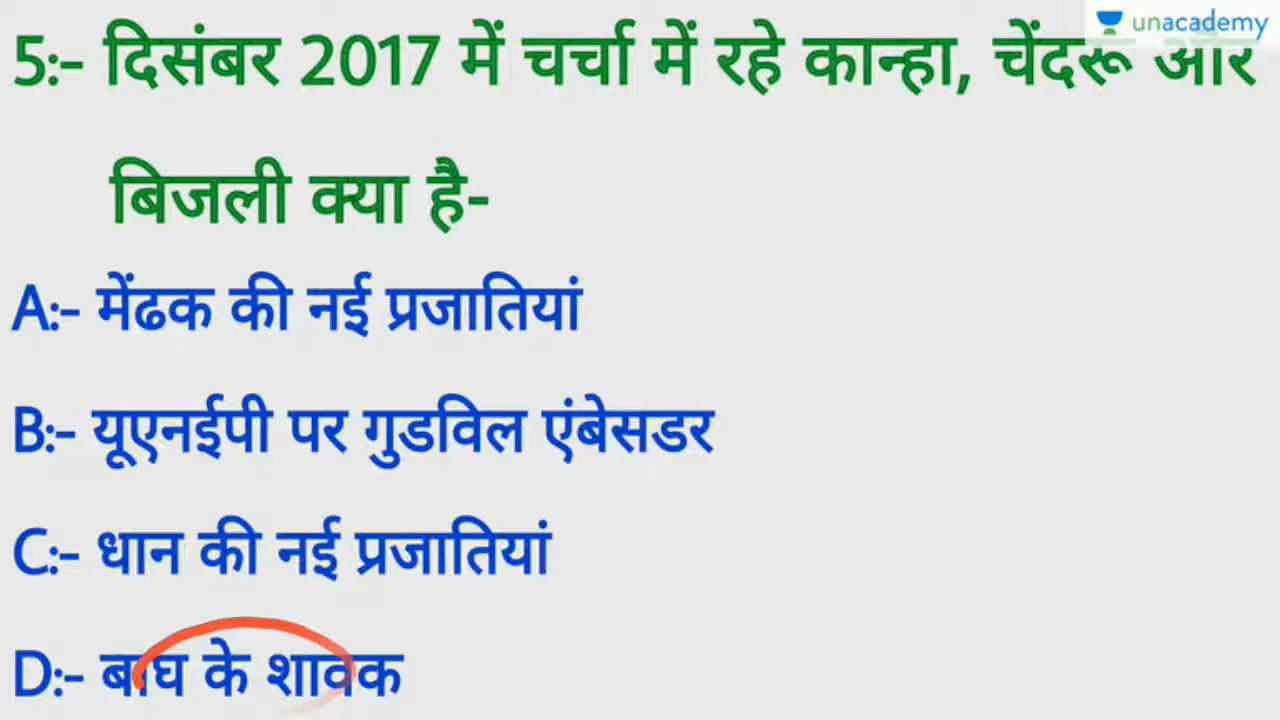 unacademy
5:- दिसंबर 2017 में चर्चा में रहे कान्हा, चेंदरू और
बिजली क्या है-
A:- मेंढक की नई प्रजातियां
B:- यूएनईपी पर गुडविल एंबेसडर
C:- धान की नई प्रजातियां
D:- बाघ के शावक